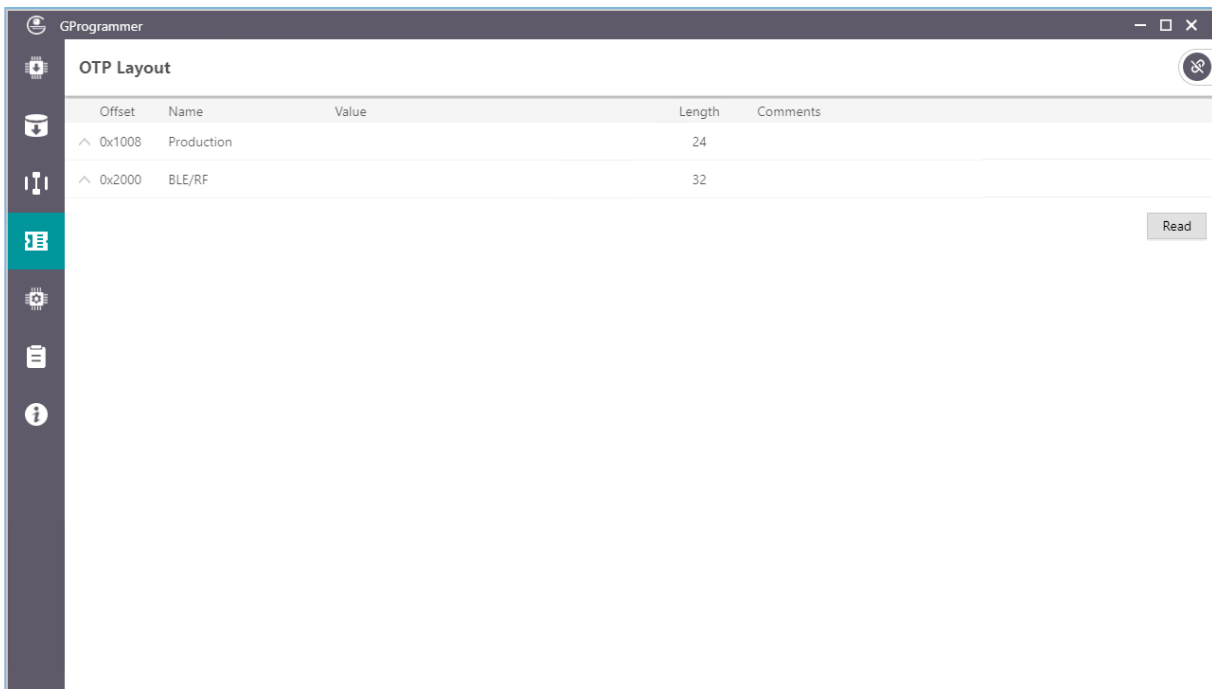 GProgrammer
OTP Layout
Offset Name Value Length Comments
0x1008 Production 24
0x2000 BLE/RF 32
Read